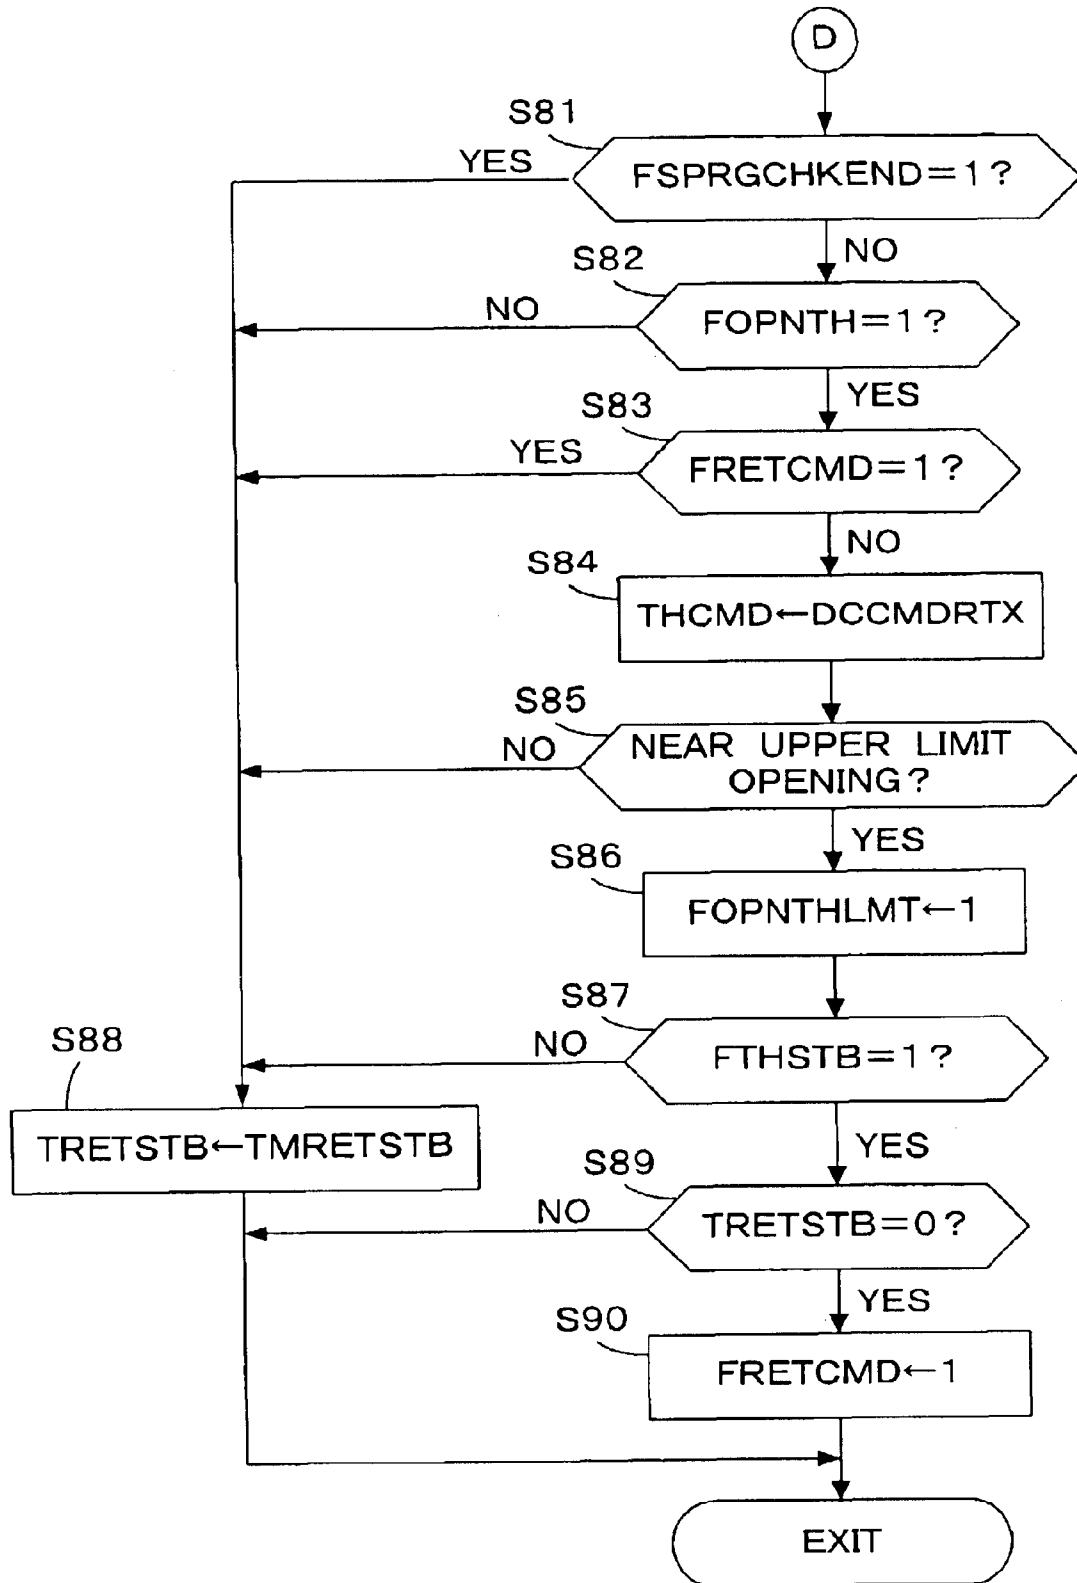 D
S81
YES
FSPRGCHKEND=1?
NO
S82
NO
FOPNTH=1?
YES
S83
YES
FRETCMD=1?
NO
S84
THCMD←DCCMDRTX
S85
NO
NEAR UPPER LIMIT
OPENING?
YES
S86
FOPNTHLMT←1
S87
NO
FTHSTB=1?
S88
TRETSTB←TMRETSTB
YES
S89
NO
TRETSTB=0?
YES
S90
FRETCMD←1
EXIT